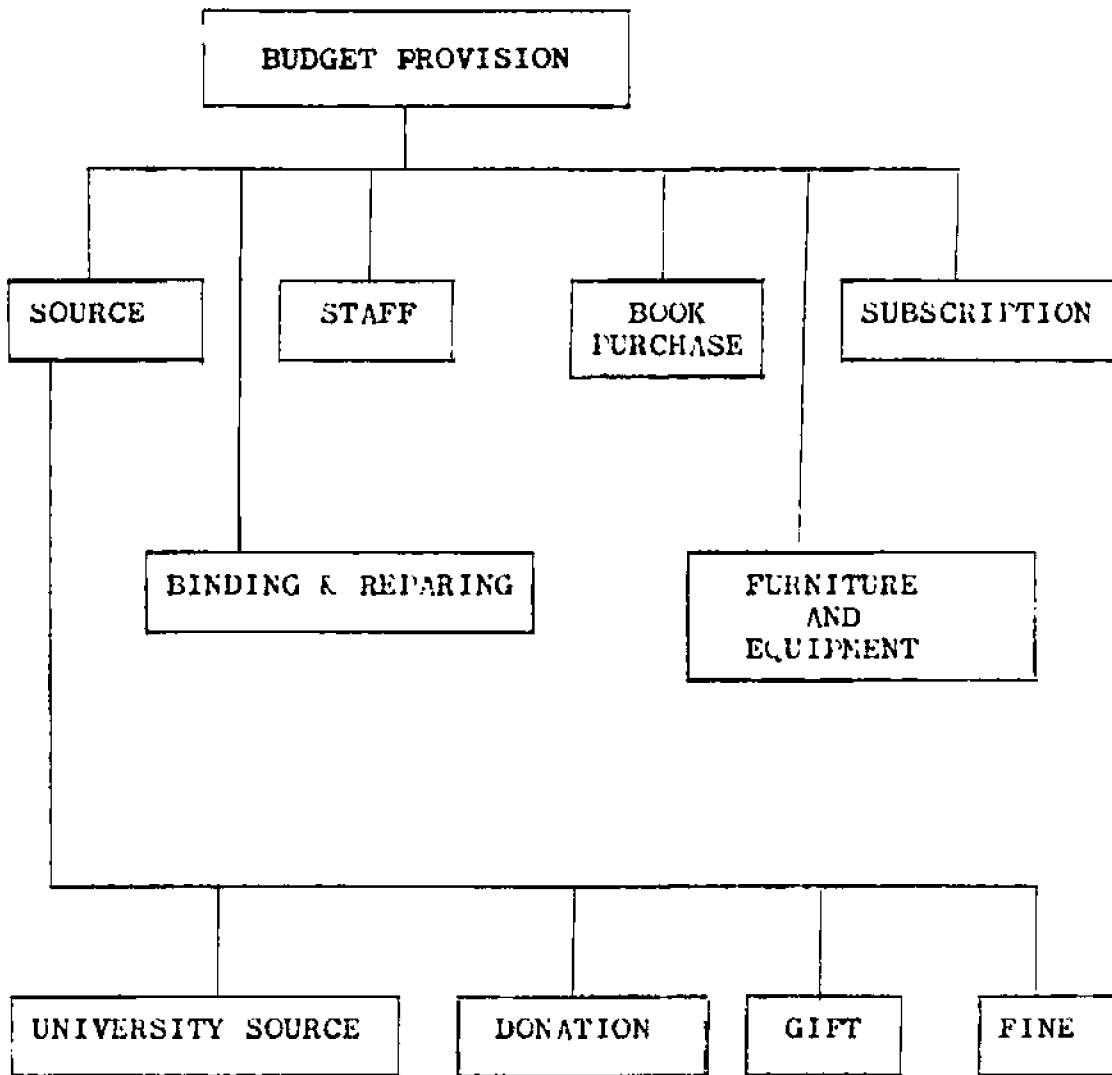 BUDGET PROVISION
SOURCE
STAFF
BOOK
PURCHASE
SUBSCRIPTION
BINDING & REPARING
FURNITURE
AND
EQUIPMENT
UNIVERSITY SOURCE
DONATION
GIFT
FINE